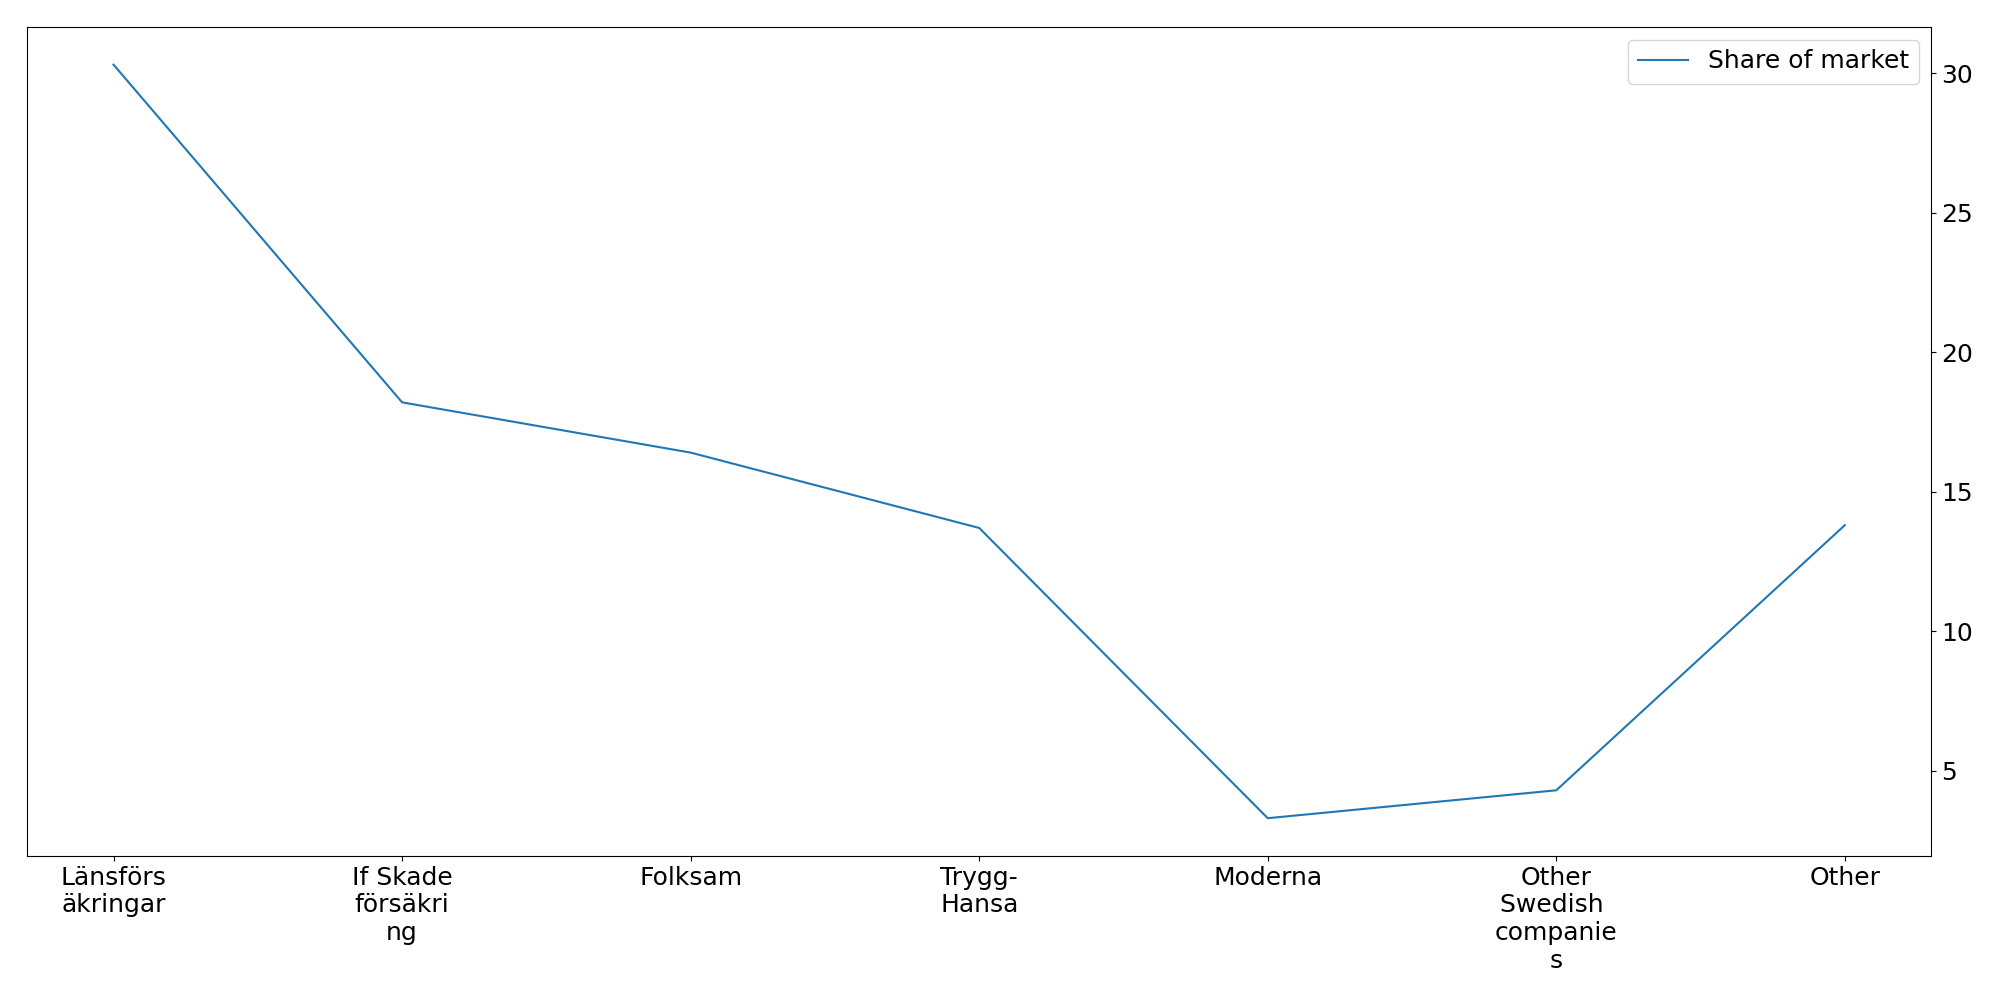 Share of market
30
25
20
15
10
5
Länsförs
äkringar
If Skade
försäkri
ng
Folksam
Trygg-
Hansa
Moderna
Other
Swedish
companie
s
Other